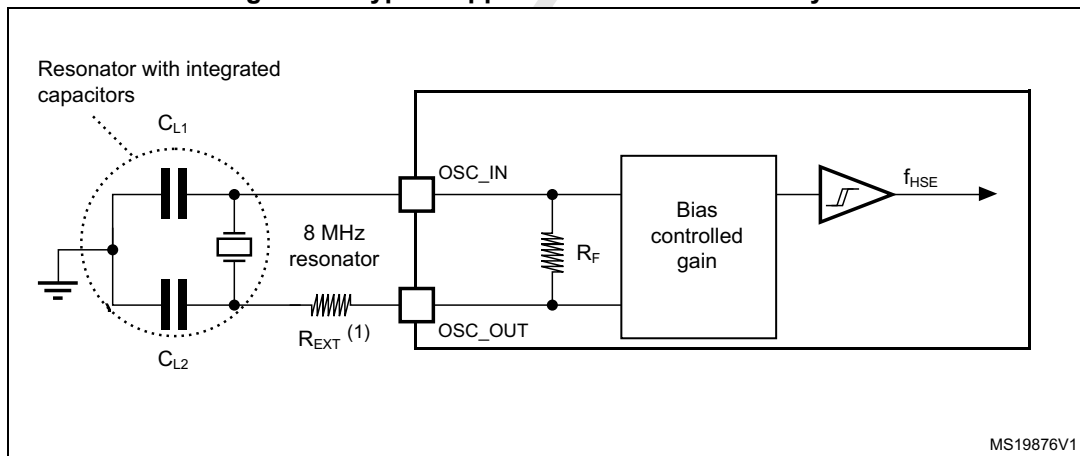 Resonator with integrated
capacitors
CL1
OSC_IN
fHSE
8 MHz
resonator
RF
Bias
controlled
gain
REXT (1)
OSC_OUT
CL2
MS19876V1